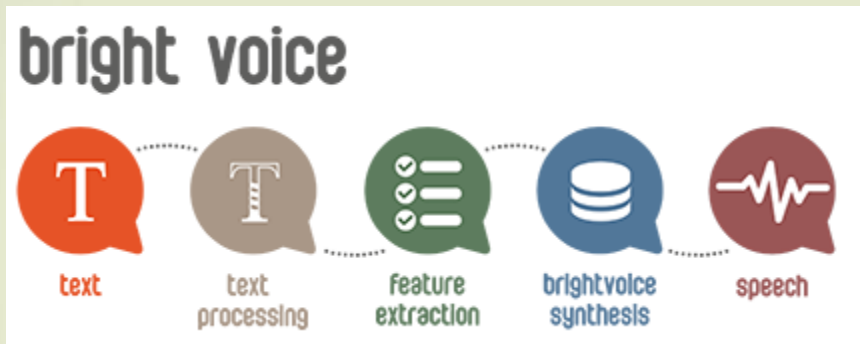 bright voice
T
T
text
text
processing
feature
extraction
brightvoice
synthesis
speech